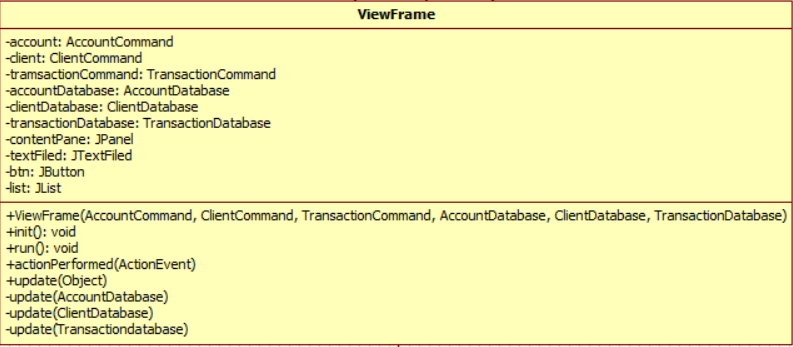 ViewFrame
-account: AccountCommand
-client: ClientCommand
-tramsactionCommand: TransactionCommand
-accountDatabase: AccountDatabase
-clientDatabase: ClientDatabase
-transactionDatabase: TransactionDatabase
-contentPane: JPanel
-textFiled: JTextFiled
-btn: JButton
-list: JList
+ViewFrame(AccountCommand, ClientCommand, TransactionCommand, AccountDatabase, ClientDatabase, TransactionDatabase)
+init(): void
+run(): void
+actionPerformed(ActionEvent)
+update(Object)
-update(AccountDatabase)
-update(ClientDatabase)
-update(Transactiondatabase)